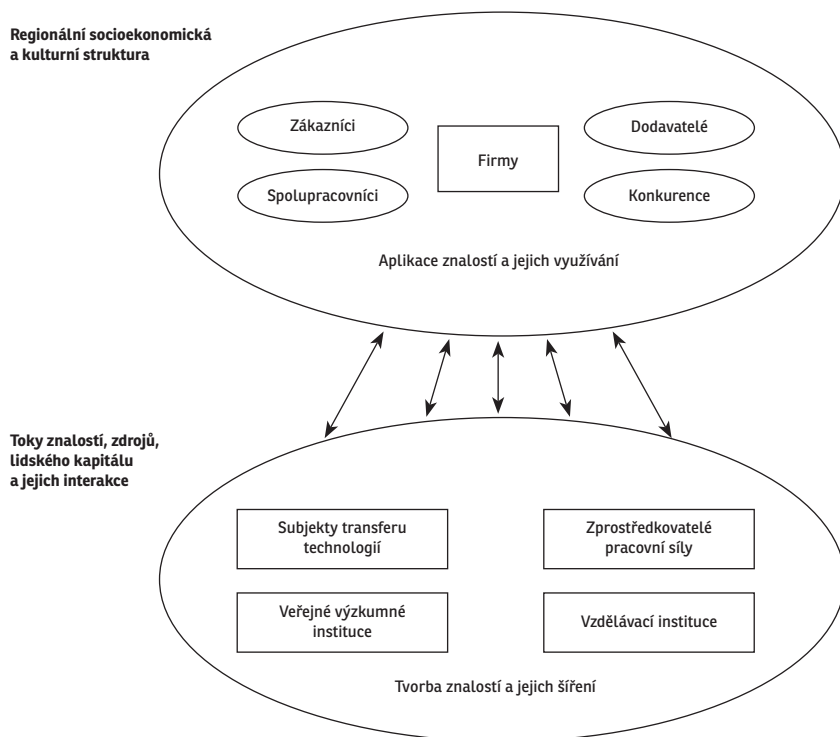 Regionální socioekonomická
a kulturní struktura
Zákazníci
Dodavatelé
Firmy
Spolupracovníci
Konkurence
Aplikace znalostí a jejich využívání
Toky znalostí, zdrojů,
lidského kapitálu
a jejich interakce
Subjekty transferu
technologií
Zprostředkovatelé
pracovní síly
Veřejné výzkumné
instituce
Vzdělávací instituce
Tvorba znalostí a jejich šíření